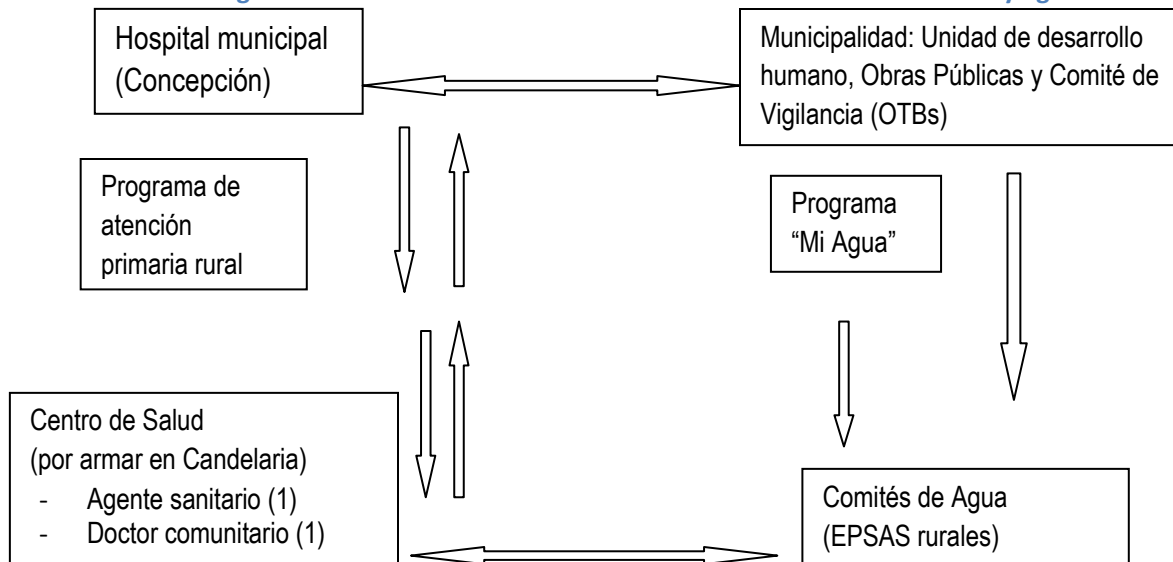 Hospital municipal
(Concepción)
Municipalidad: Unidad de desarrollo
humano, Obras Públicas y Comité de
Vigilancia (OTBs)
Programa de
atención
primaria rural
Programa
“Mi Agua”
Centro de Salud
(por armar en Candelaria)
- Agente sanitario (1)
- Doctor comunitario (1)
Comités de Agua
(EPSAS rurales)